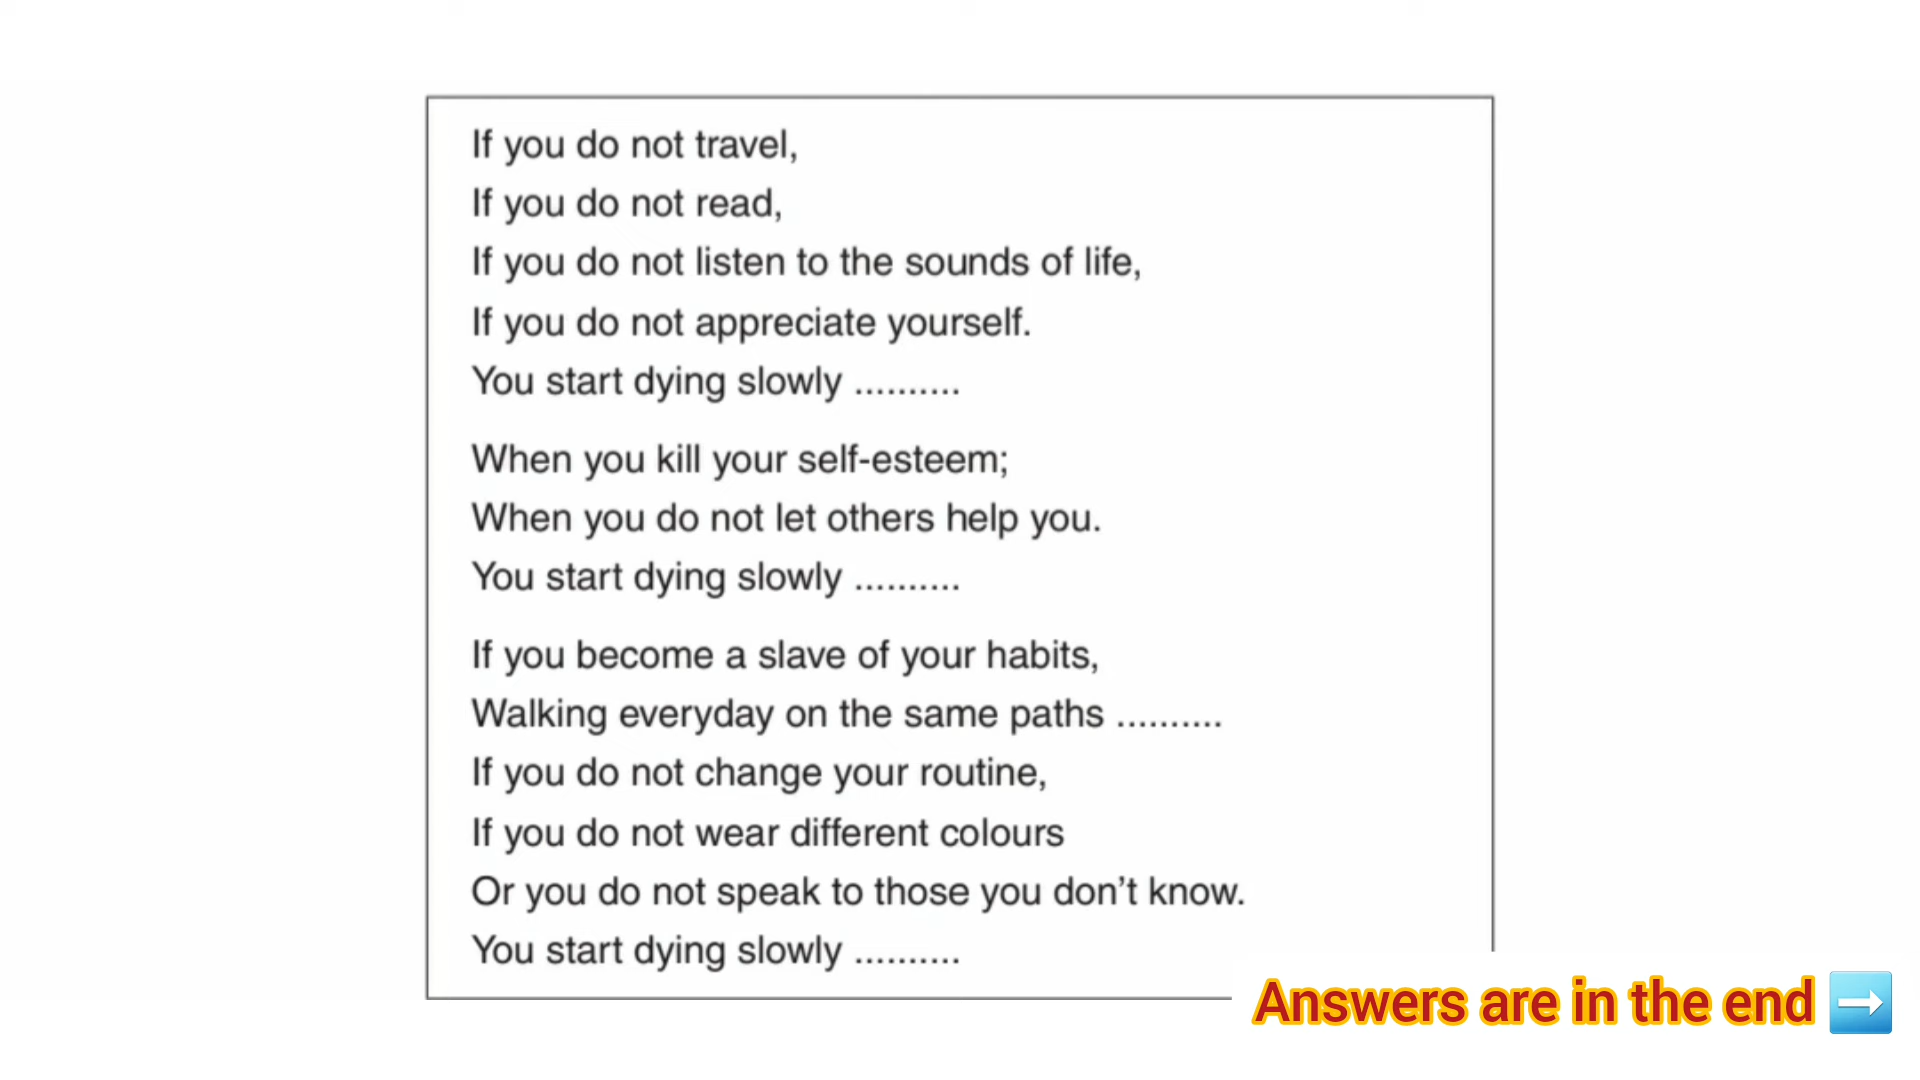 If you do not travel,
If you do not read,
If you do not listen to the sounds of life,
If you do not appreciate yourself.
You start dying slowly ..........
When you kill your self-esteem;
When you do not let others help you.
You start dying slowly ..........
If you become a slave of your habits,
Walking everyday on the same paths ..........
If you do not change your routine,
If you do not wear different colours
Or you do not speak to those you don’t know.
You start dying slowly ..........
Answers are in the end ➡️